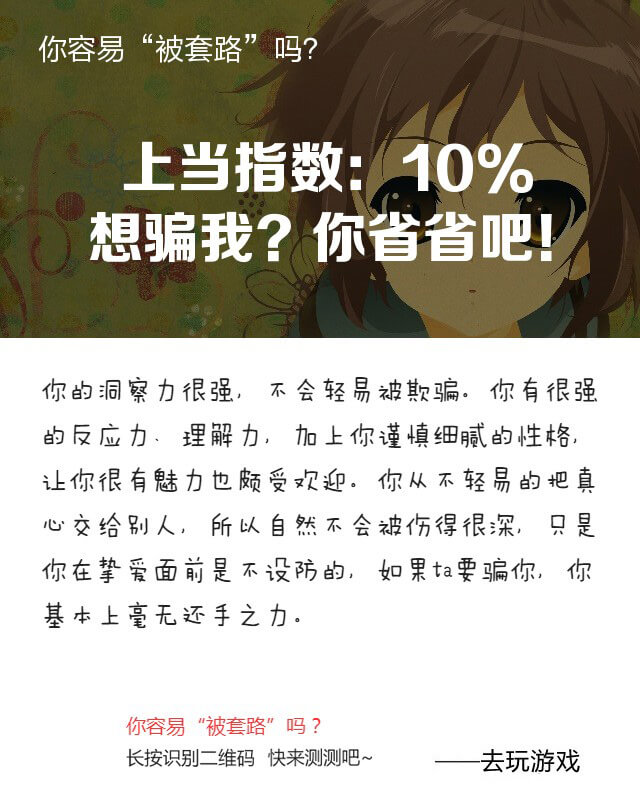 你容易“被套路”吗?
上当指数：10%
想骗我？你省省吧!
你的洞察力很强，不会轻易被欺骗。你有很强
的反应力、理解力，加上你谨慎细腻的性格，
让你很有魅力也颇受欢迎。你从不轻易的把真
心交给别人，所以自然不会被伤得很深，只是
你在挚爱面前是不设防的，如果ta要骗你，你
基本上毫无还手之力。
你容易“被套路”吗？
长按识别二维码 快来测测吧~
——去玩游戏